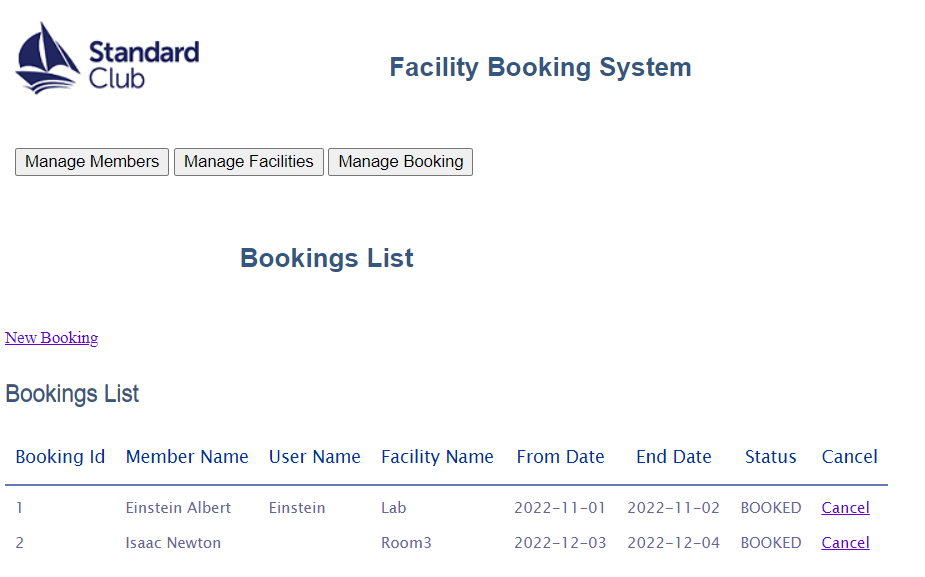 Standard
Club
Facility Booking System
Manage Members Manage Facilities Manage Booking
Bookings List
New Booking
Bookings List
Booking Id Member Name User Name Facility Name From Date End Date Status Cancel
1 Einstein Albert Einstein Lab 2022-11-01 2022-11-02 BOOKED Cancel
2 Isaac Newton Room3 2022-12-03 2022-12-04 BOOKED Cancel